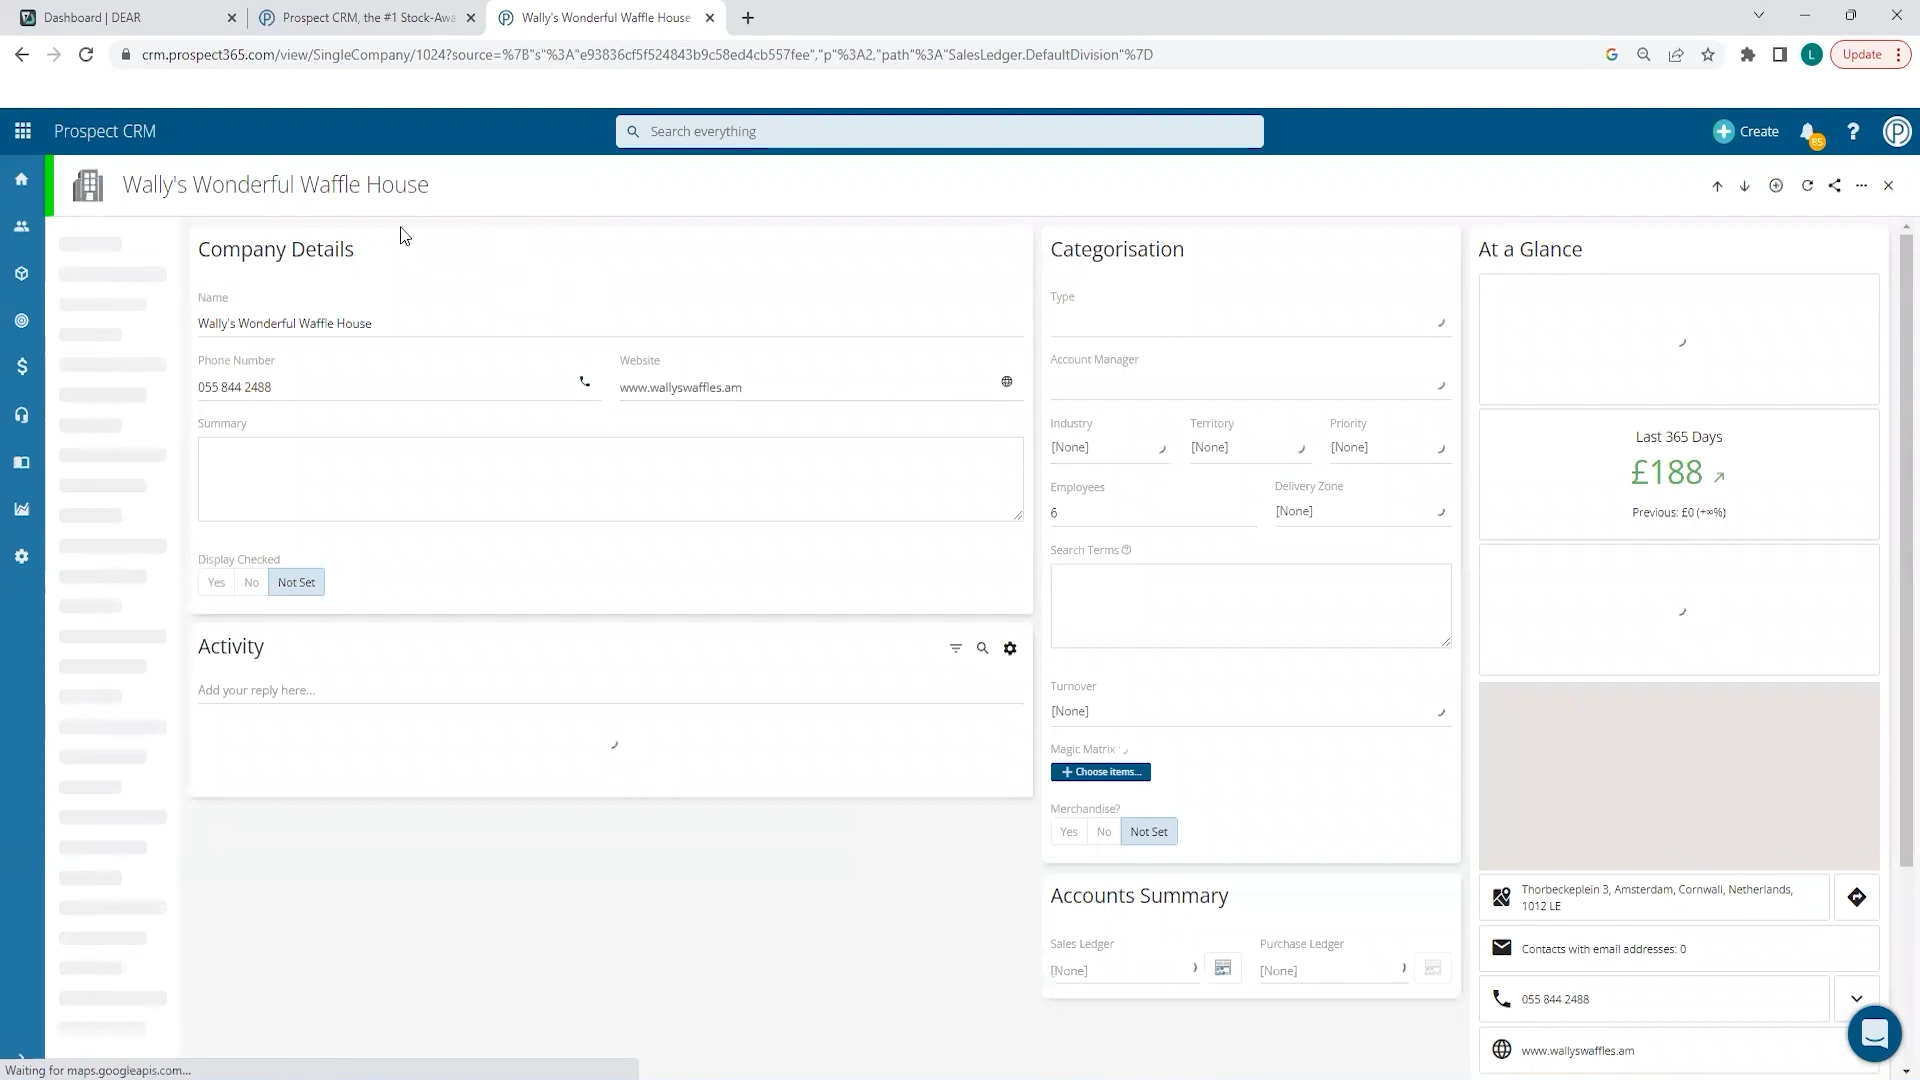 Dashboard | DEAR
Prospect CRM, the #1 Stock-Awa
Wally's Wonderful Waffle House
crm.prospect365.com/view/SingleCompany/1024?source=%7B"s"%3A"e93836cf5f524843b9c58ed4cb557fee","p"%3A2,"path"%3A"SalesLedger.DefaultDivision"%7D
L
Update
Prospect CRM
Search everything
Create
85
Wally's Wonderful Waffle House
Company Details
Name
Wally's Wonderful Waffle House
Phone Number
Website
055 844 2488
www.wallyswaffles.am
Summary
Display Checked
Yes No Not Set
Activity
Add your reply here...
Categorisation
Type
Account Manager
Industry
Territory
Priority
[None]
[None]
[None]
Employees
Delivery Zone
6
[None]
Search Terms
Turnover
[None]
Magic Matrix
Choose items...
Merchandise?
Yes No Not Set
Accounts Summary
Sales Ledger
Purchase Ledger
[None]
[None]
At a Glance
Last 365 Days
£188
Previous: £0 (+∞%)
Thorbeckeplein 3, Amsterdam, Cornwall, Netherlands,
1012 LE
Contacts with email addresses: 0
055 844 2488
www.wallyswaffles.am
Waiting for maps.googleapis.com...